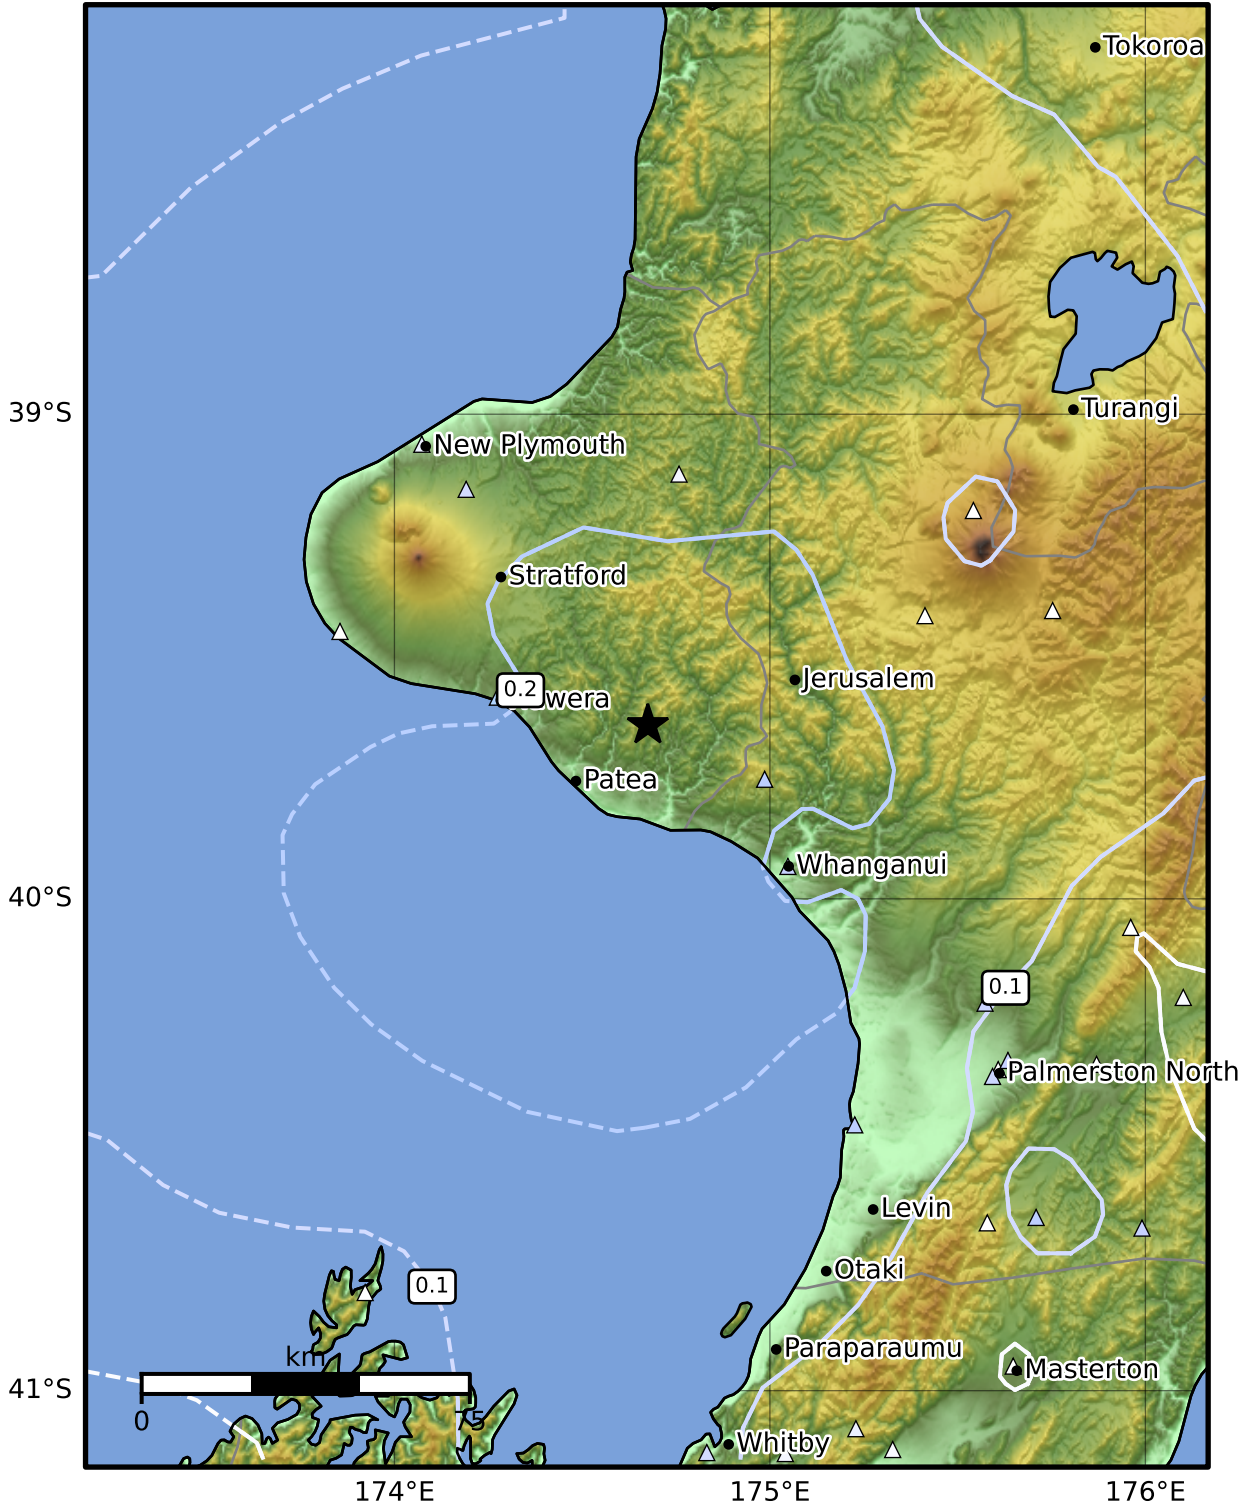 Tokoroa
39°S
Turangi
New Plymouth
Stratford
Jerusalem
0.2
wera
Patea
Whanganui
40°S
0.1
Palmerston North
Levin
Otaki
0.1
Paraparaumu
km
Masterton
41°S
0
75
Whitby
174°E
175°E
176°E